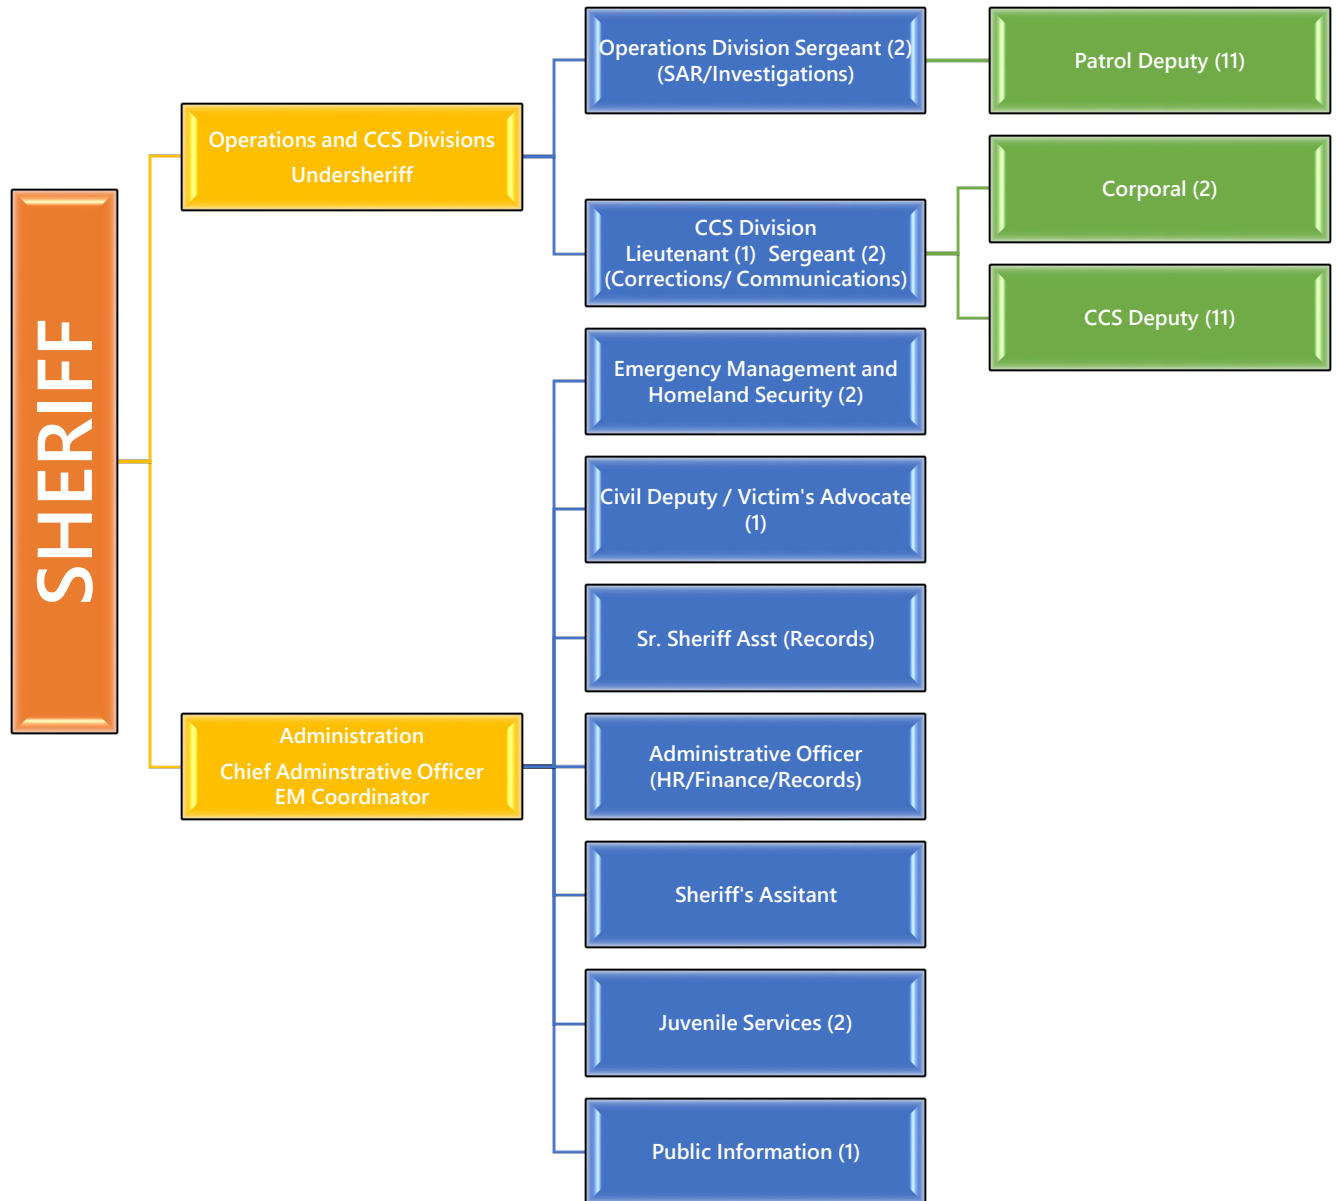 SHERIFF
Operations and CCS Divisions
Undersheriff
Operations Division Sergeant (2)
(SAR/Investigations)
Patrol Deputy (11)
CCS Division
Lieutenant (1) Sergeant (2)
(Corrections/ Communications)
Corporal (2)
CCS Deputy (11)
Administration
Chief Adminstrative Officer
EM Coordinator
Emergency Management and
Homeland Security (2)
Civil Deputy / Victim's Advocate
(1)
Sr. Sheriff Asst (Records)
Administrative Officer
(HR/Finance/Records)
Sheriff's Assitant
Juvenile Services (2)
Public Information (1)